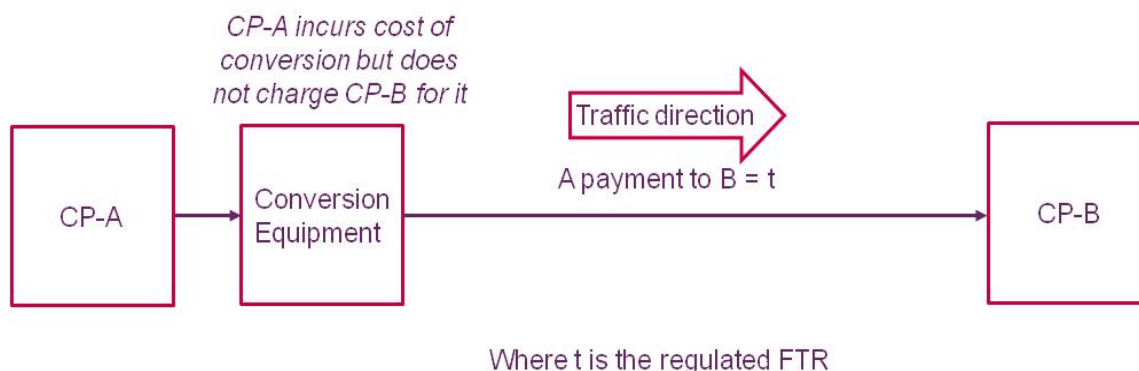 CP-A incurs cost of
conversion but does
not charge CP-B for it
Traffic direction
A payment to B = t
CP-A
Conversion
Equipment
CP-B
Where t is the regulated FTR